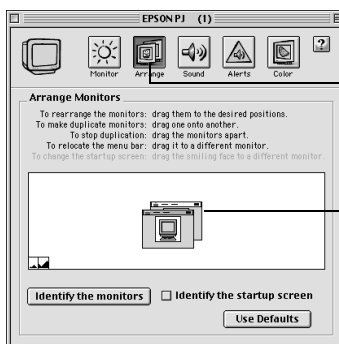 EPSON PJ (1)
Monitor Arrange Sound Alerts Color
?
Arrange Monitors
To rearrange the monitors: drag them to the desired positions.
To make duplicate monitors: drag one onto another.
To stop duplication: drag the monitors apart.
To relocate the menu bar: drag it to a different monitor.
To change the startup screen: drag the smiling face to a different monitor.
Identify the monitors Identify the startup screen
Use Defaults